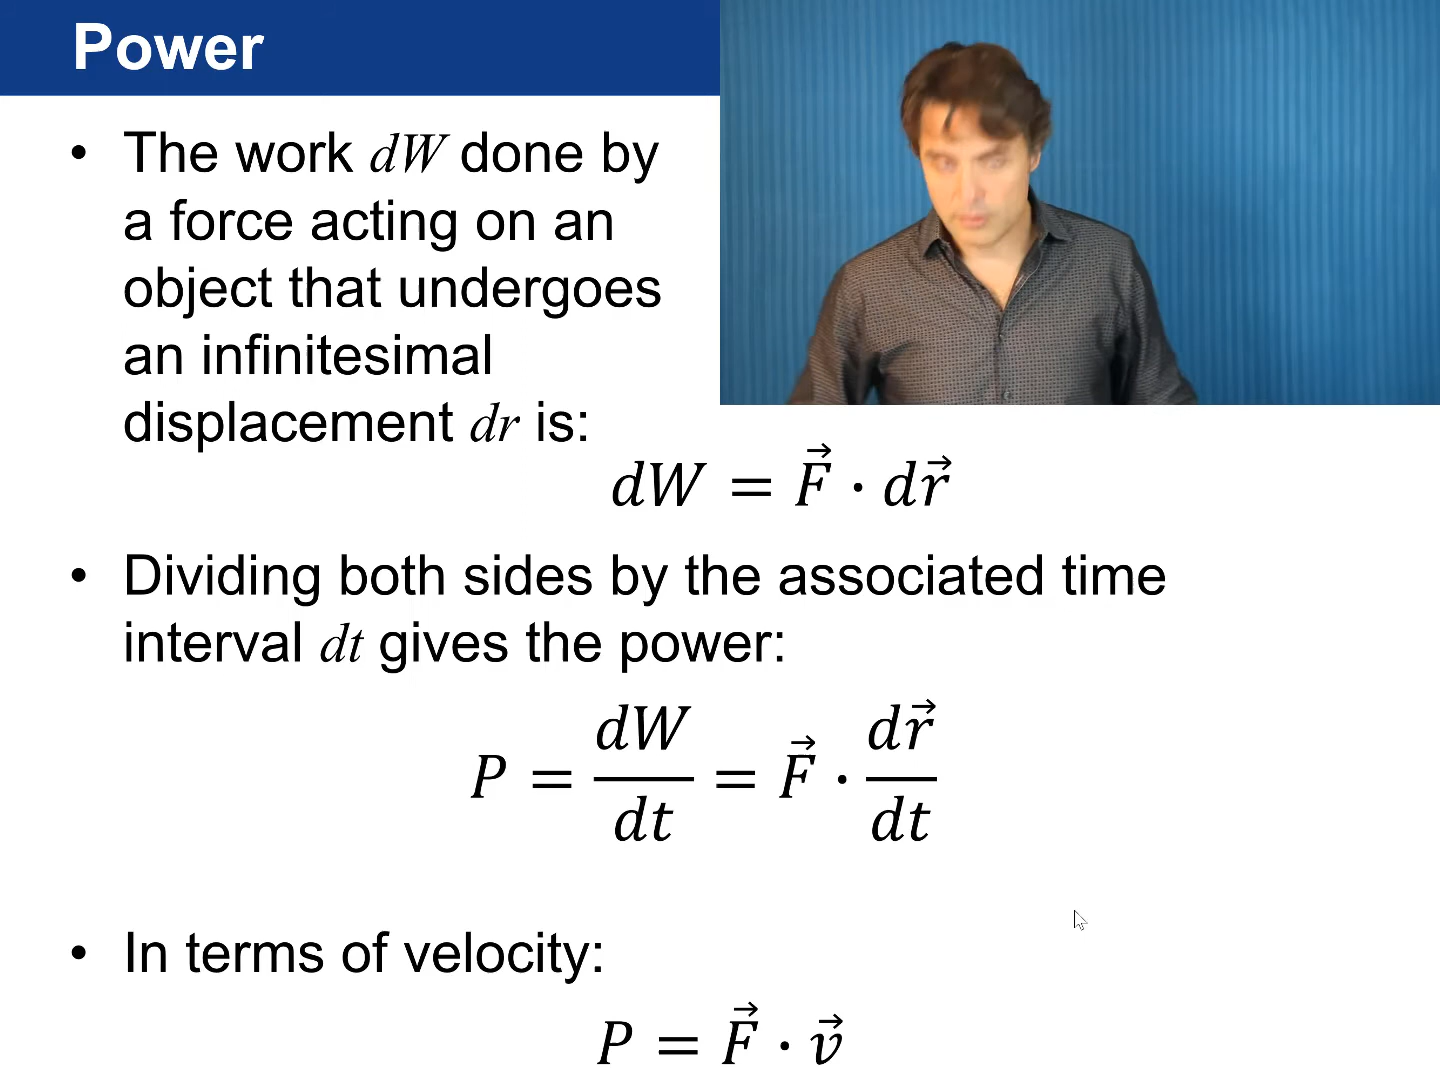 Power
• The work dW done by
a force acting on an
object that undergoes
an infinitesimal
displacement dr is:
dW = F⃗ · dr⃗
• Dividing both sides by the associated time
interval dt gives the power:
P = dW/dt = F⃗ · dr⃗/dt
• In terms of velocity:
P = F⃗ · v⃗